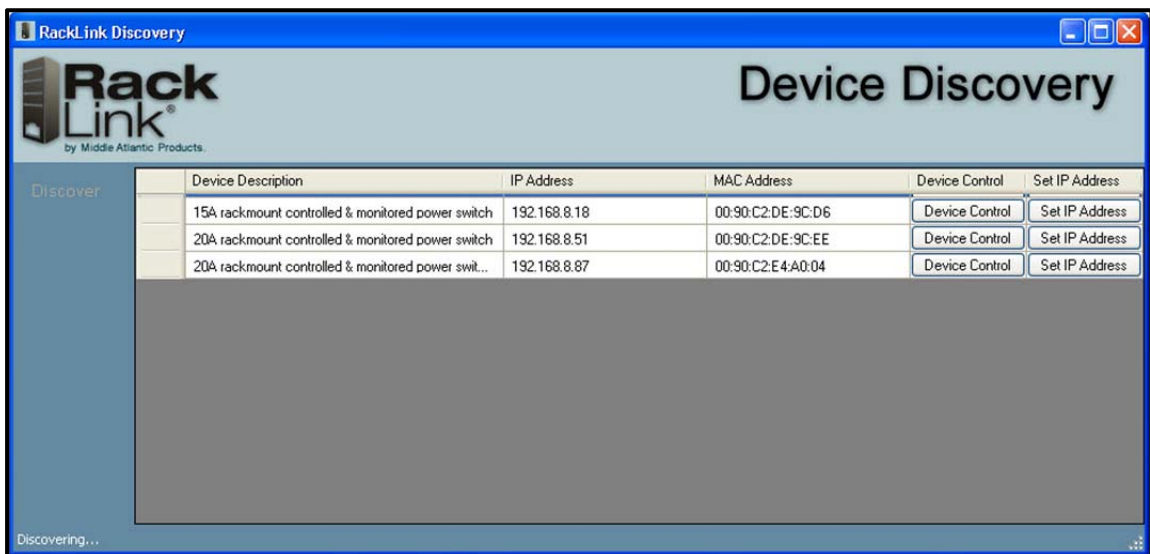 RackLink Discovery
Rack
Link®
by Middle Atlantic Products.
Device Discovery
Discover
Device Description IP Address MAC Address Device Control Set IP Address
15A rackmount controlled & monitored power switch 192.168.8.18 00:90:C2:DE:9C:D6 Device Control Set IP Address
20A rackmount controlled & monitored power switch 192.168.8.51 00:90:C2:DE:9C:EE Device Control Set IP Address
20A rackmount controlled & monitored power swit... 192.168.8.87 00:90:C2:E4:A0:04 Device Control Set IP Address
Discovering...